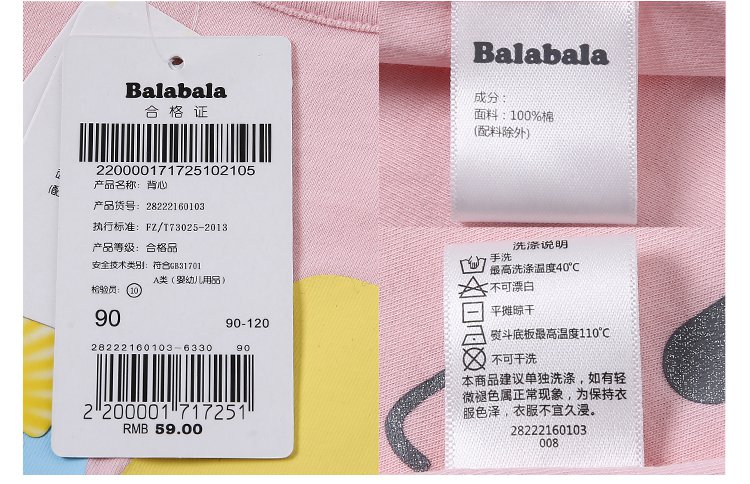 Balabala
合格证
220000171725102105
产品名称: 背心
产品货号: 28222160103
执行标准: FZ/T73025-2013
产品等级: 合格品
安全技术类别: 符合GB31701
A类 (婴幼儿用品)
检验员: 10
90 90-120
28222160103-6330 90
2 200001 717251
RMB 59.00
Balabala
成分:
面料: 100%棉
(配料除外)
洗涤说明
手洗
最高洗涤温度40℃
不可漂白
平摊晾干
熨斗底板最高温度110℃
不可干洗
本商品建议单独洗涤，如有轻
微褪色属正常现象，为保持衣
服色泽，衣服不宜久浸。
28222160103
008